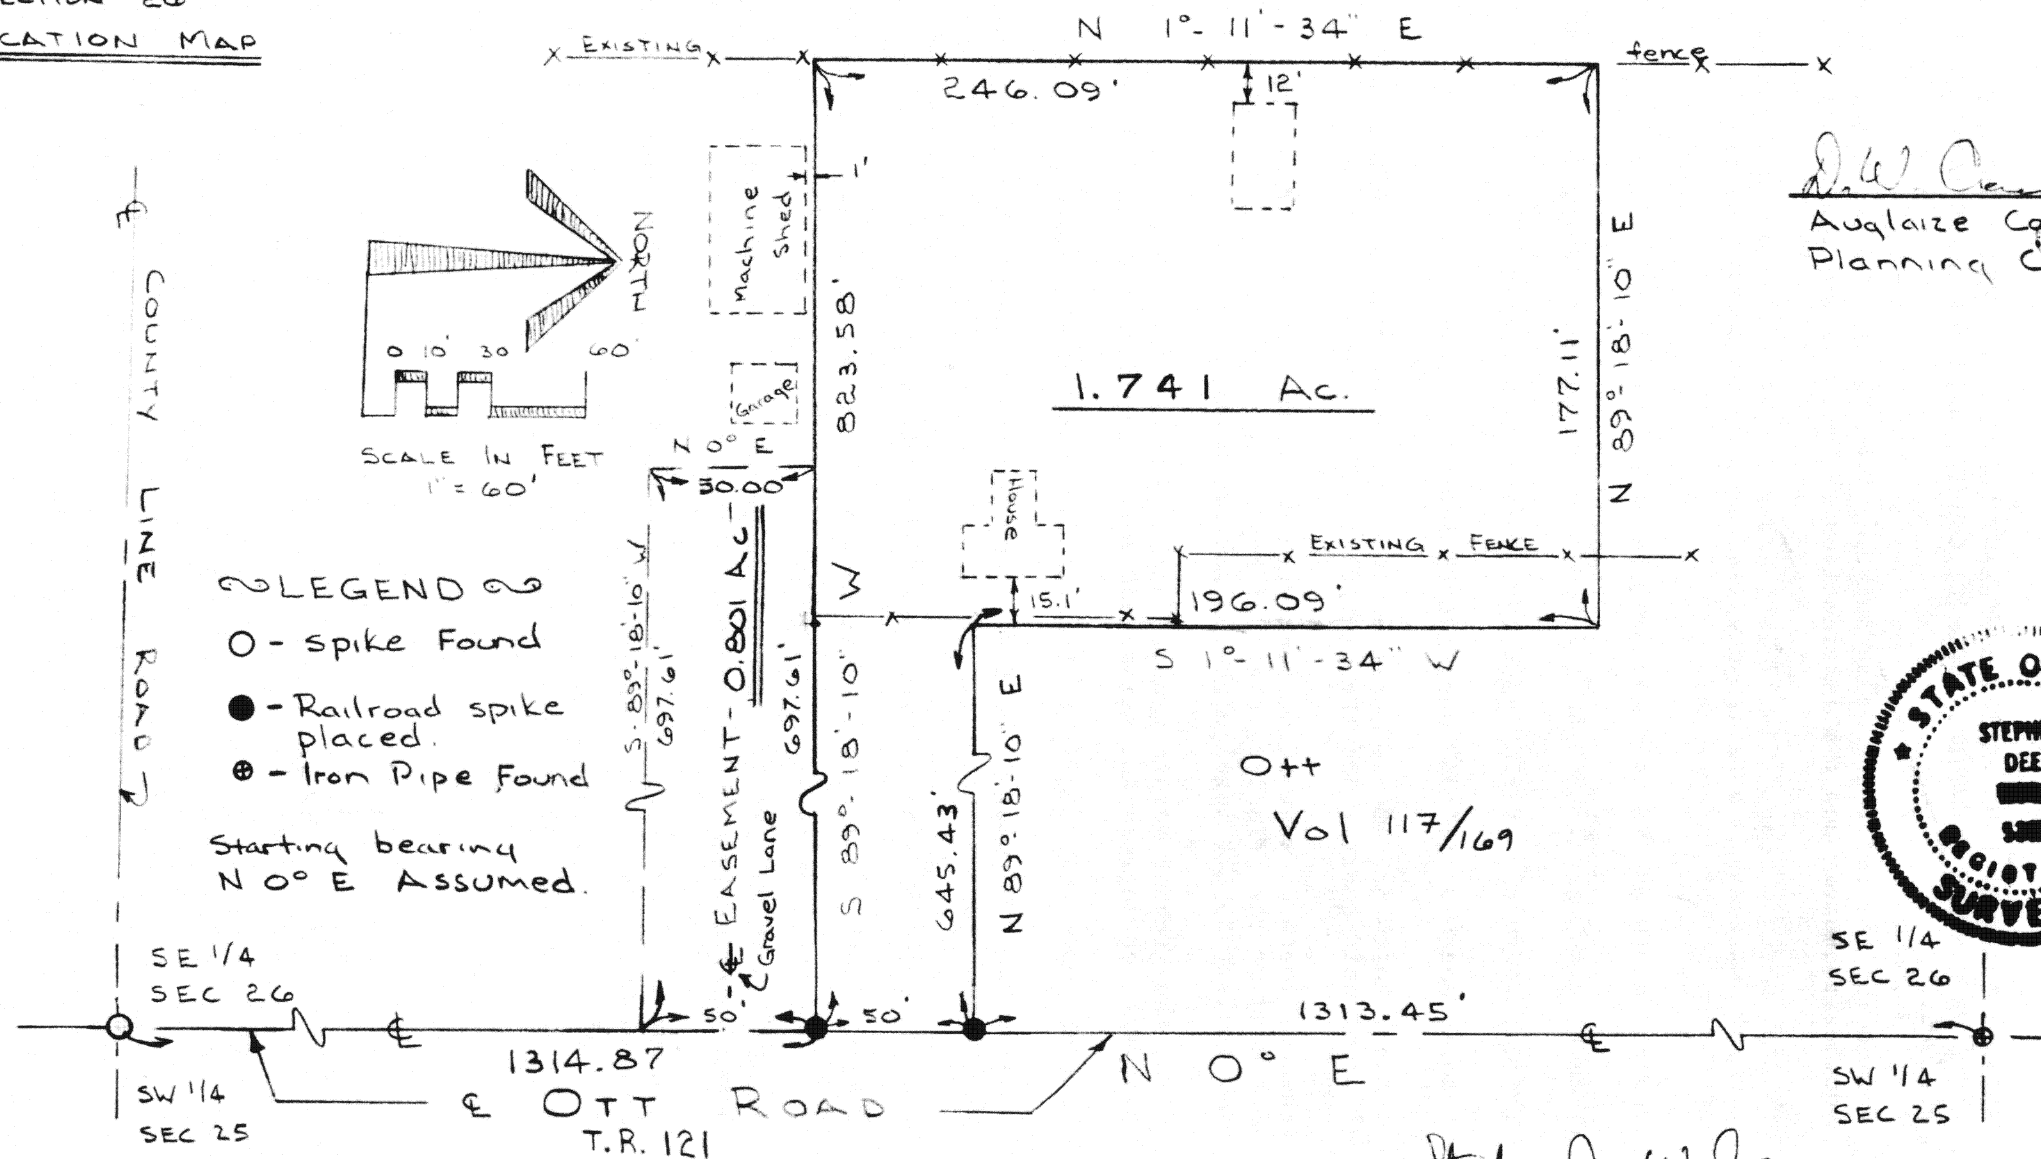 CATION MAP
N 1°-11'-34" E
EXISTING
fence
246.09'
12'
1'
Machine
Shed
NORTH
Auglaize Co
Planning C
823.58'
177.11'
N 89°-18'-10" E
0 10' 30 60'
SCALE IN FEET
1" = 60'
Garage
1.741 Ac.
N 0° E
50.00'
House
EXISTING FENCE
15.1'
196.09'
S 1°-11'-34" W
COUNTY LINE ROAD
LEGEND
- Spike Found
- Railroad spike
placed.
- Iron Pipe Found
Starting bearing
N 0° E Assumed.
S. 89°-18'-10" W
697.61'
EASEMENT - 0.801 AC
Gravel Lane
697.61'
S 89°-18'-10" W
645.43'
N 89°-18'-10" E
Ott
Vol 117/169
STATE O
STEPH
DEE
REGIST
SURVE
SE 1/4
SEC 26
SE 1/4
SEC 26
50'
50'
1313.45'
1314.87
N 0° E
SW 1/4
SEC 25
℄ OTT ROAD
T.R. 121
SW 1/4
SEC 25